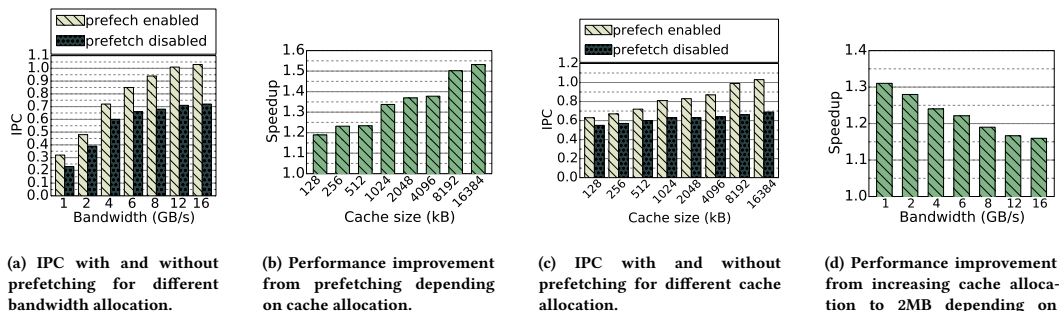 prefech enabled
prefetch disabled
IPC
1.1
1.0
0.9
0.8
0.7
0.6
0.5
0.4
0.3
0.2
0.1
0.0
1 2 4 6 8 12 16
Bandwidth (GB/s)
(a) IPC with and without
prefetching for different
bandwidth allocation.
Speedup
1.6
1.5
1.4
1.3
1.2
1.1
1.0
128 256 512 1024 2048 4096 8192 16384
Cache size (kB)
(b) Performance improvement
from prefetching depending
on cache allocation.
prefech enabled
prefetch disabled
IPC
1.2
1.0
0.8
0.6
0.4
0.2
0.0
128 256 512 1024 2048 4096 8192 16384
Cache size (kB)
(c) IPC with and without
prefetching for different cache
allocation.
Speedup
1.4
1.3
1.2
1.1
1.0
1 2 4 6 8 12 16
Bandwidth (GB/s)
(d) Performance improvement
from increasing cache alloca-
tion to 2MB depending on